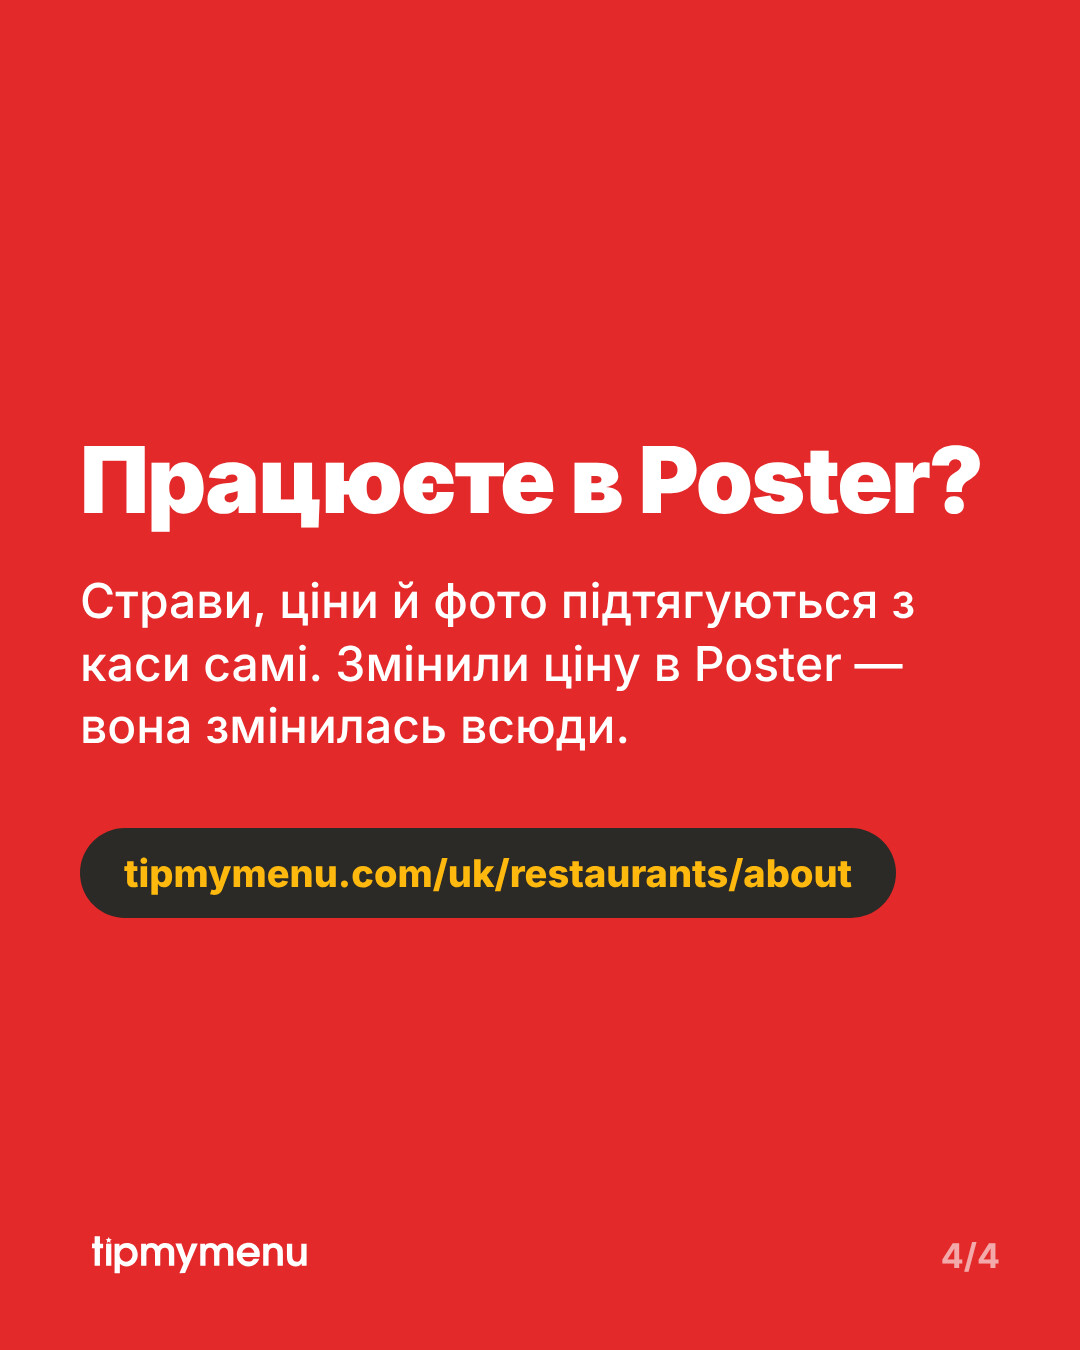 Працюєте в Poster?
Страви, ціни й фото підтягуються з
каси самі. Змінили ціну в Poster —
вона змінилась всюди.
tipmymenu.com/uk/restaurants/about
tipmymenu
4/4